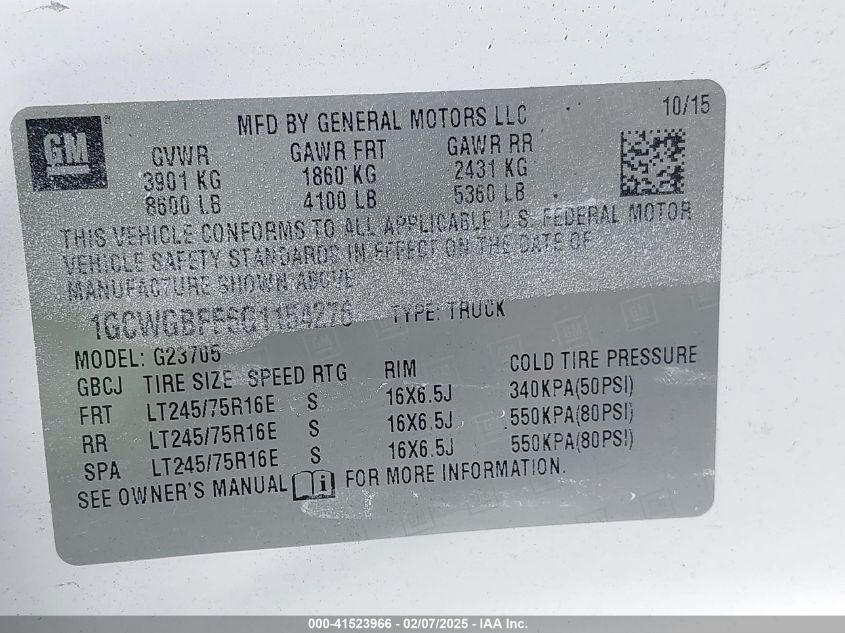 GM
MFD BY GENERAL MOTORS LLC 10/15
GVWR GAWR FRT GAWR RR
3901 KG 1860 KG 2431 KG
8600 LB 4100 LB 5360 LB
THIS VEHICLE CONFORMS TO ALL APPLICABLE U.S. FEDERAL MOTOR
VEHICLE SAFETY STANDARDS IN EFFECT ON THE DATE OF
MANUFACTURE SHOWN ABOVE
TYPE: TRUCK
MODEL: G23705
GBCJ TIRE SIZE SPEED RTG RIM COLD TIRE PRESSURE
FRT LT245/75R16E S 16X6.5J 340KPA(50PSI)
RR LT245/75R16E S 16X6.5J 550KPA(80PSI)
SPA LT245/75R16E S 16X6.5J 550KPA(80PSI)
SEE OWNER'S MANUAL FOR MORE INFORMATION.
000-41523966 - 02/07/2025 - IAA Inc.